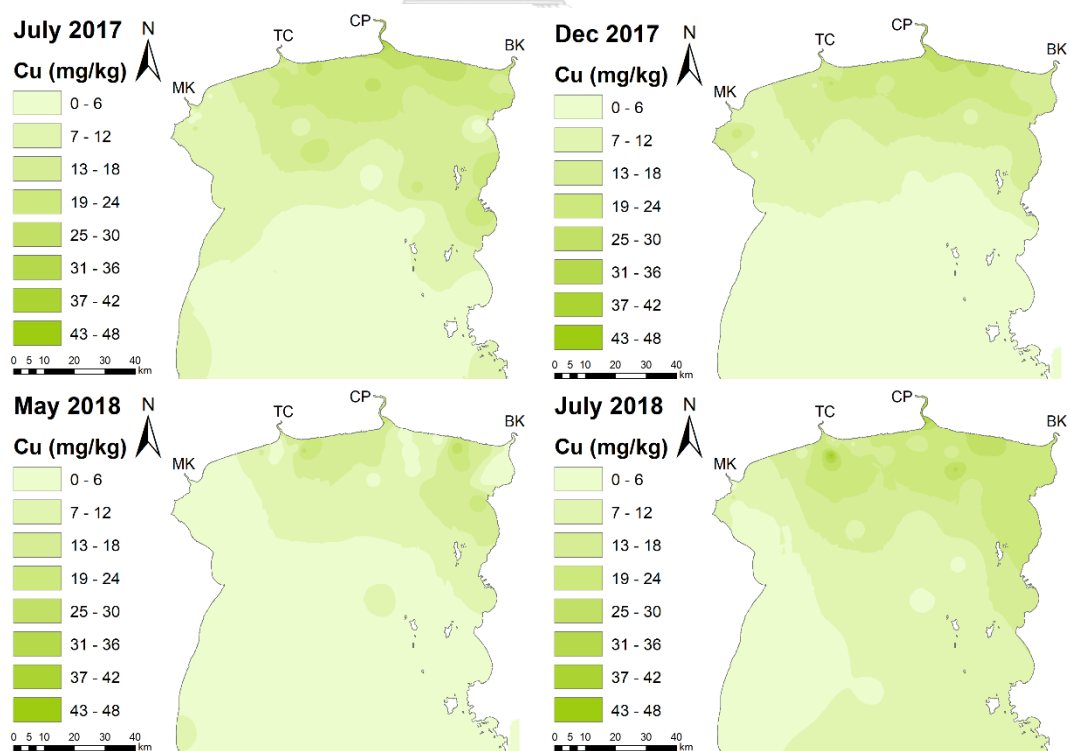 July 2017
N
Cu (mg/kg)
0 - 6
7 - 12
13 - 18
19 - 24
25 - 30
31 - 36
37 - 42
43 - 48
0 5 10 20 30 40
km
MK
TC
CP
BK
Dec 2017
N
Cu (mg/kg)
0 - 6
7 - 12
13 - 18
19 - 24
25 - 30
31 - 36
37 - 42
43 - 48
0 5 10 20 30 40
km
MK
TC
CP
BK
May 2018
N
Cu (mg/kg)
0 - 6
7 - 12
13 - 18
19 - 24
25 - 30
31 - 36
37 - 42
43 - 48
0 5 10 20 30 40
km
MK
TC
CP
BK
July 2018
N
Cu (mg/kg)
0 - 6
7 - 12
13 - 18
19 - 24
25 - 30
31 - 36
37 - 42
43 - 48
0 5 10 20 30 40
km
MK
TC
CP
BK